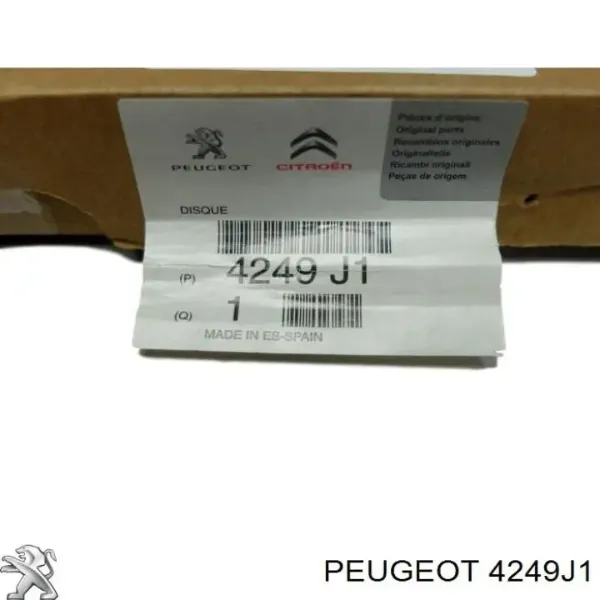 Pièces d'origine
Original parts
Recambios originales
Originalteile
Ricambi originali
Peças de origem
PEUGEOT
CITROËN
DISQUE
(P) 4249 J1
(Q) 1
MADE IN ES-SPAIN
PEUGEOT 4249J1